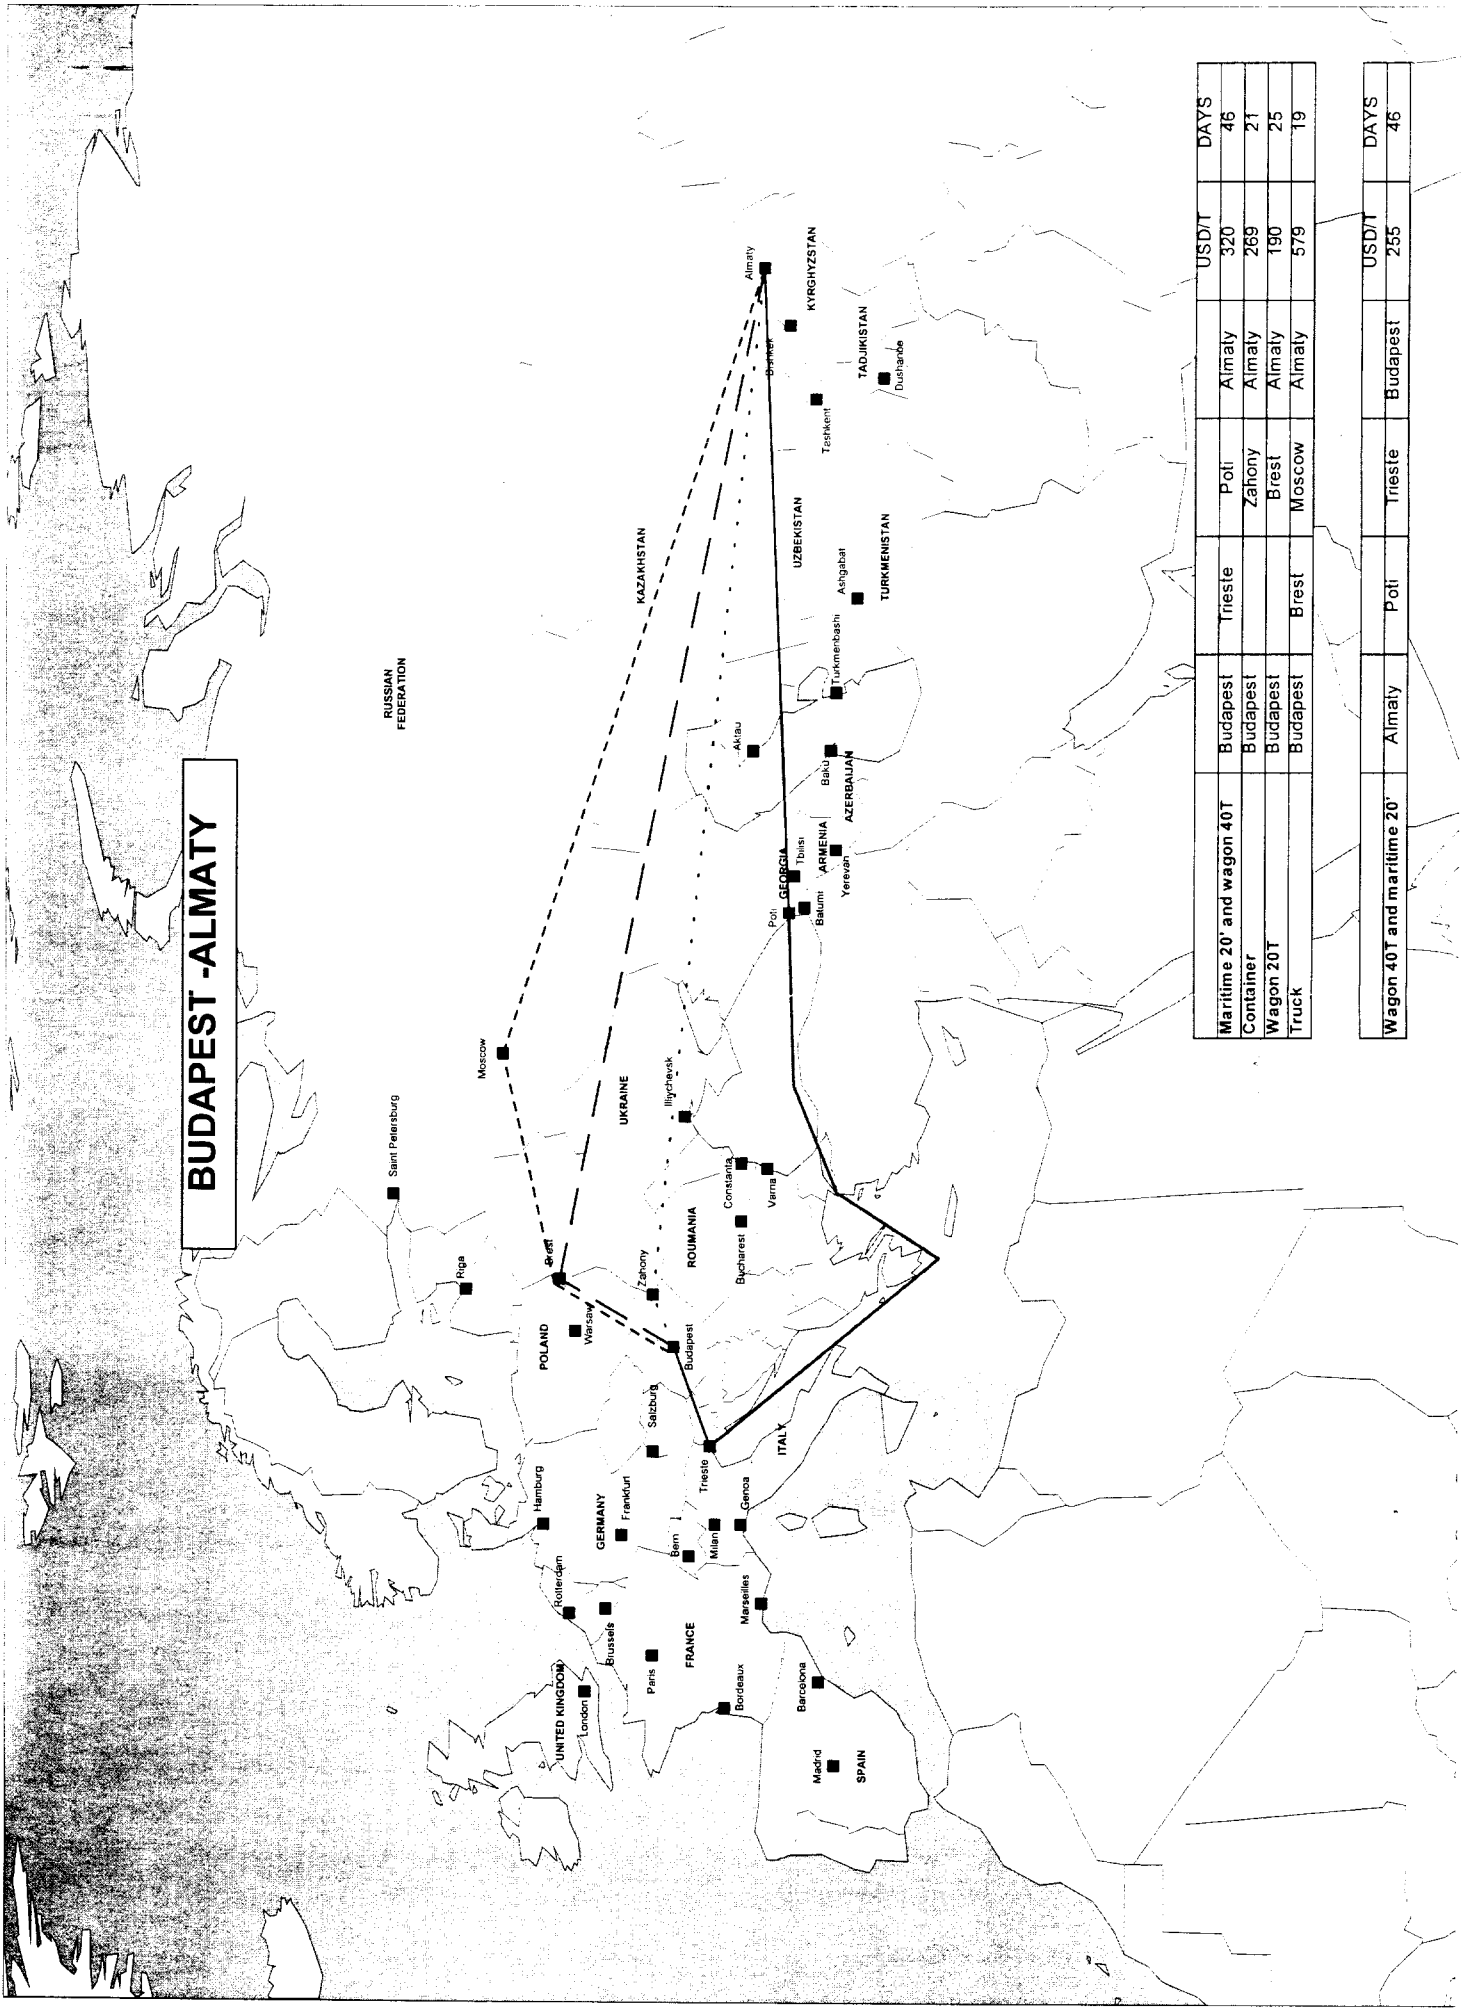 BUDAPEST -ALMATY
RUSSIAN
FEDERATION
Saint Petersburg
Riga
Moscow
KAZAKHSTAN
Brest
POLAND
Warsaw
Hamburg
Rotterdam
UNITED KINGDOM
London
Brussels
GERMANY
Frankfurt
Paris
FRANCE
Bern
Salzburg
Budapest
Zahony
UKRAINE
Illiychevsk
ROUMANIA
Constanta
Varna
Bucharest
Trieste
Milan
Genoa
ITALY
Marseilles
Bordeaux
Barcelona
Madrid
SPAIN
Poti
GEORGIA
Tbilisi
Batumi
ARMENIA
Yerevan
AZERBAIJAN
Baku
Aktau
Turkmenbashi
Ashgabat
TURKMENISTAN
UZBEKISTAN
Tashkent
Almaty
Bishkek
KYRGHYZSTAN
TADJIKISTAN
Dushanbe
USD/T DAYS
Maritime 20' and wagon 40T Budapest Trieste Poti Almaty 320 46
Container Budapest Zahony Almaty 269 21
Wagon 20T Budapest Brest Almaty 190 25
Truck Budapest Brest Moscow Almaty 579 19
USD/T DAYS
Wagon 40T and maritime 20' Almaty Poti Trieste Budapest 255 46